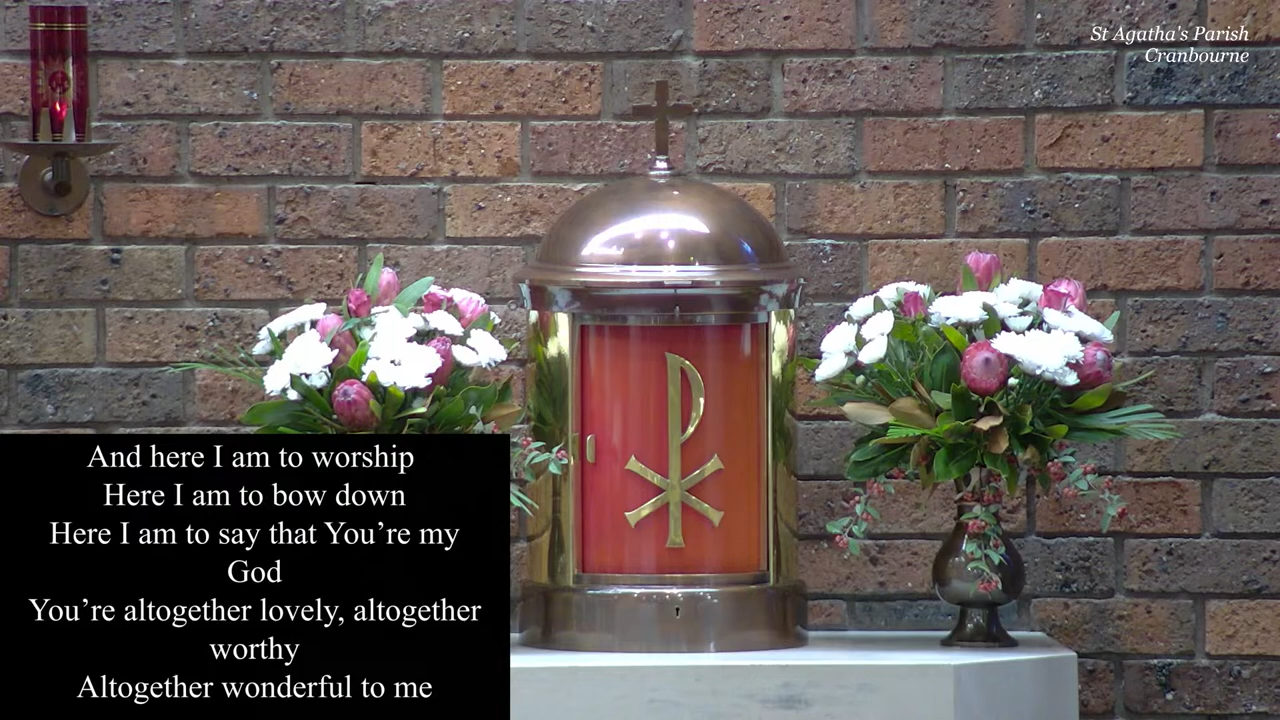 St Agatha's Parish
Cranbourne
And here I am to worship
Here I am to bow down
Here I am to say that You’re my
God
You’re altogether lovely, altogether
worthy
Altogether wonderful to me